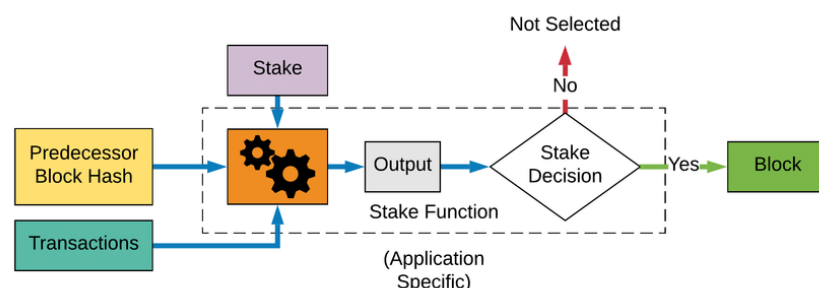 Not Selected
Stake
No
Predecessor
Block Hash
Output
Stake
Decision
Yes
Block
Stake Function
Transactions
(Application
Specific)